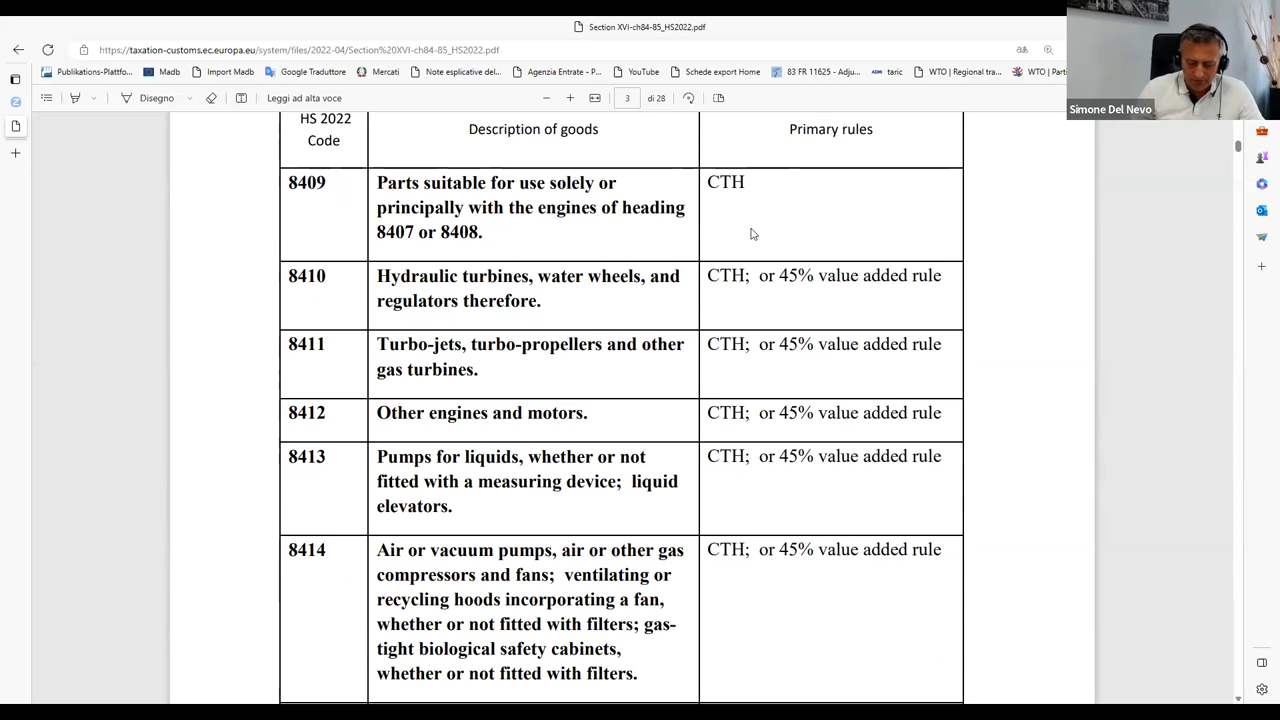 Section XVI-ch84-85_HS2022.pdf
https://taxation-customs.ec.europa.eu/system/files/2022-04/Section%20XVI-ch84-85_HS2022.pdf
Publikations-Plattfo...
Madb
Import Madb
Google Traduttore
Mercati
Note esplicative del...
Agenzia Entrate - P...
YouTube
Schede export Home
83 FR 11625 - Adju...
taric
WTO | Regional tra...
WTO | Parti
Disegno
Leggi ad alta voce
3
di 28
Simone Del Nevo
HS 2022
Code
Description of goods
Primary rules
8409
Parts suitable for use solely or
principally with the engines of heading
8407 or 8408.
CTH
8410
Hydraulic turbines, water wheels, and
regulators therefore.
CTH; or 45% value added rule
8411
Turbo-jets, turbo-propellers and other
gas turbines.
CTH; or 45% value added rule
8412
Other engines and motors.
CTH; or 45% value added rule
8413
Pumps for liquids, whether or not
fitted with a measuring device; liquid
elevators.
CTH; or 45% value added rule
8414
Air or vacuum pumps, air or other gas
compressors and fans; ventilating or
recycling hoods incorporating a fan,
whether or not fitted with filters; gas-
tight biological safety cabinets,
whether or not fitted with filters.
CTH; or 45% value added rule